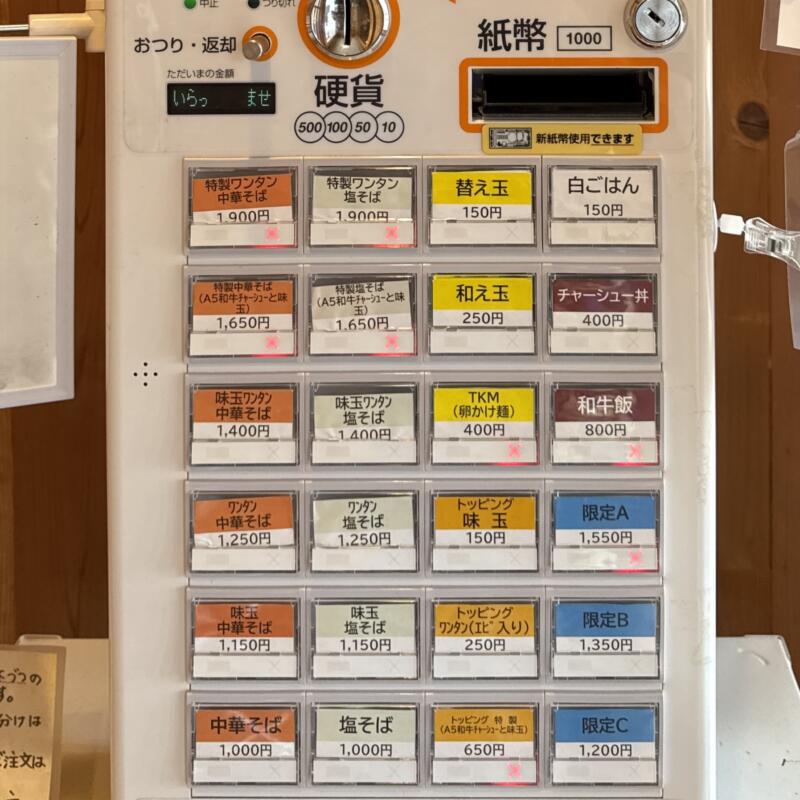 中止
つり切れ
おつり・返却
ただいまの金額
いらっ　ませ
硬貨
500 100 50 10
紙幣 1000
新紙幣使用できます
特製ワンタン
中華そば
1,900円
特製ワンタン
塩そば
1,900円
替え玉
150円
白ごはん
150円
特製中華そば
(A5和牛チャーシューと味
玉)
1,650円
特製塩そば
(A5和牛チャーシューと味
玉)
1,650円
和え玉
250円
チャーシュー丼
400円
味玉ワンタン
中華そば
1,400円
味玉ワンタン
塩そば
1,400円
TKM
(卵かけ麺)
400円
和牛飯
800円
ワンタン
中華そば
1,250円
ワンタン
塩そば
1,250円
トッピング
味 玉
150円
限定A
1,550円
味玉
中華そば
1,150円
味玉
塩そば
1,150円
トッピング
ワンタン(エビ入り)
250円
限定B
1,350円
中華そば
1,000円
塩そば
1,000円
トッピング 特 製
(A5和牛チャーシューと味玉)
650円
限定C
1,200円
づつの
す。
分けは
ご注文は